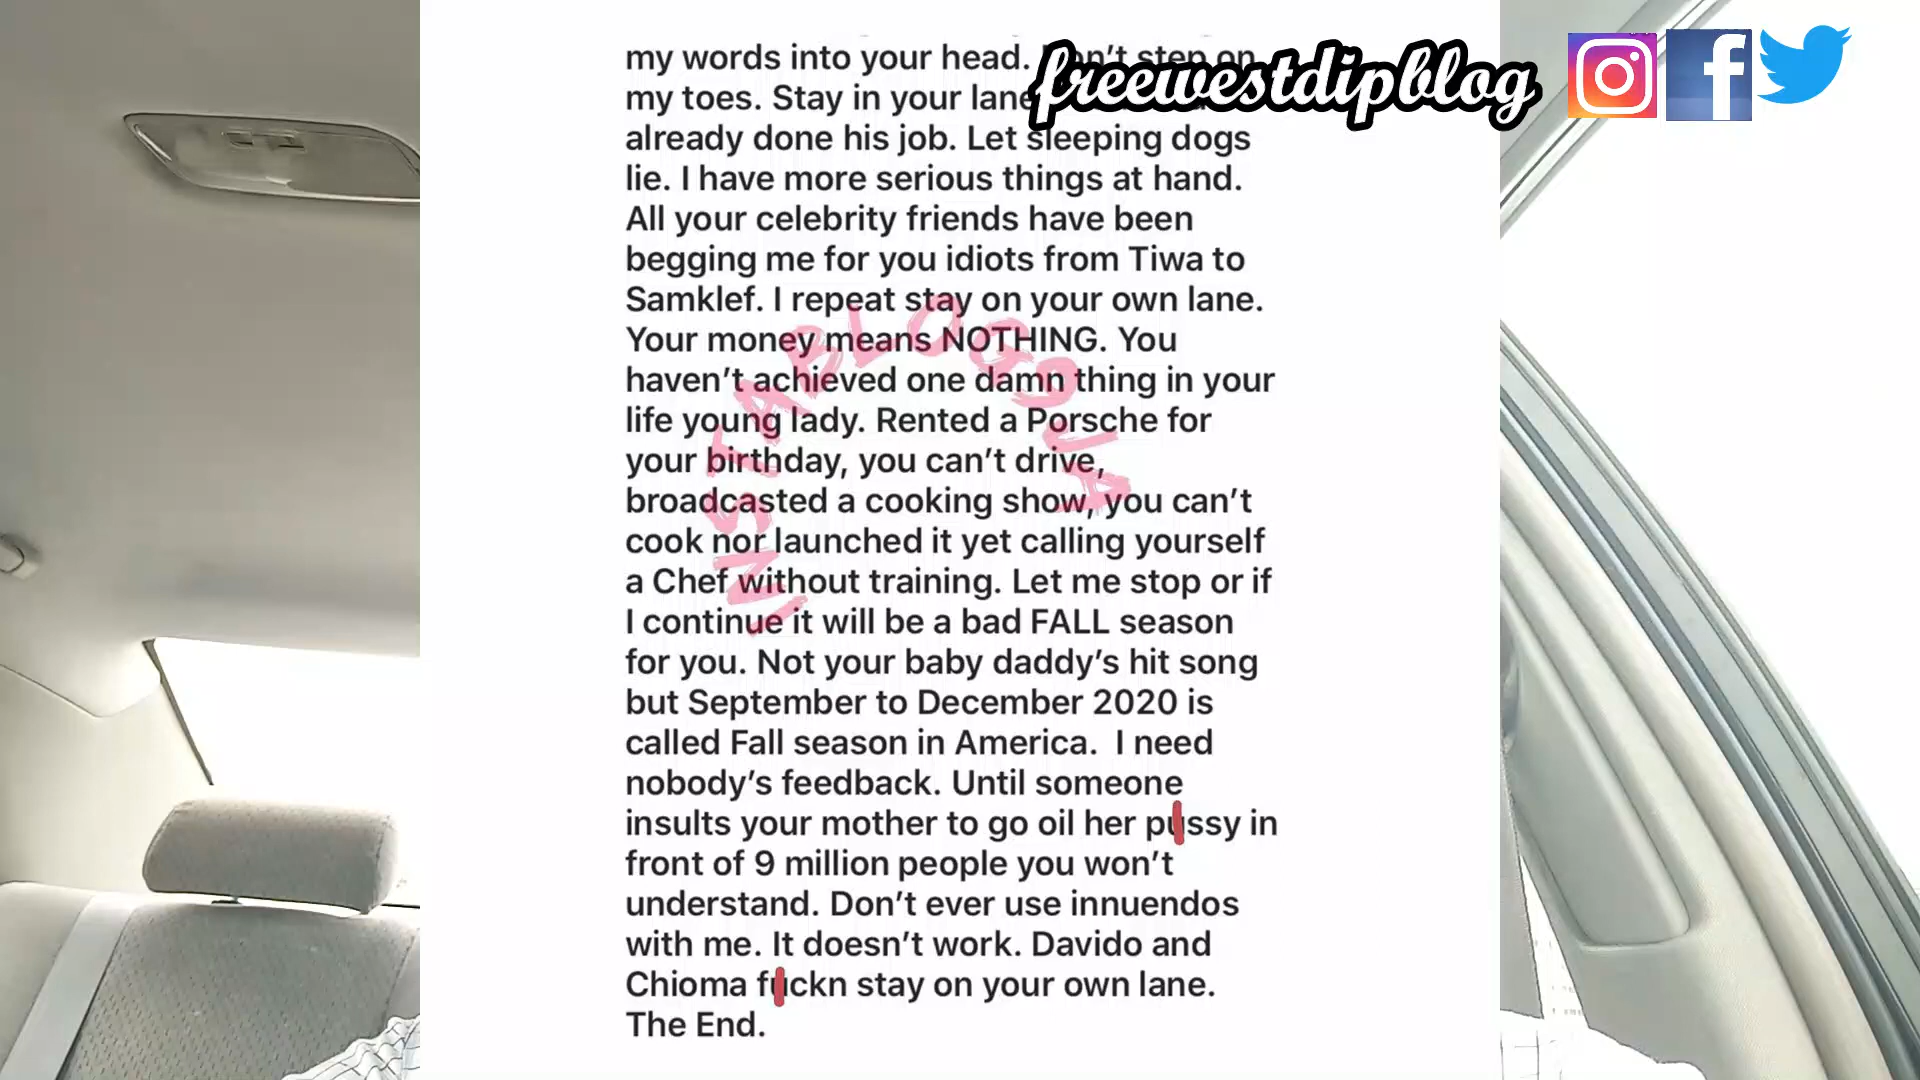 my words into your head. Don't step on
freewestdipblog
my toes. Stay in your lane
already done his job. Let sleeping dogs
lie. I have more serious things at hand.
All your celebrity friends have been
begging me for you idiots from Tiwa to
Samklef. I repeat stay on your own lane.
Your money means NOTHING. You
haven't achieved one damn thing in your
life young lady. Rented a Porsche for
your birthday, you can't drive,
broadcasted a cooking show, you can't
cook nor launched it yet calling yourself
a Chef without training. Let me stop or if
I continue it will be a bad FALL season
for you. Not your baby daddy's hit song
but September to December 2020 is
called Fall season in America.  I need
nobody's feedback. Until someone
insults your mother to go oil her pussy in
front of 9 million people you won't
understand. Don't ever use innuendos
with me. It doesn't work. Davido and
Chioma fuckn stay on your own lane.
The End.
INSTABLOG9JA